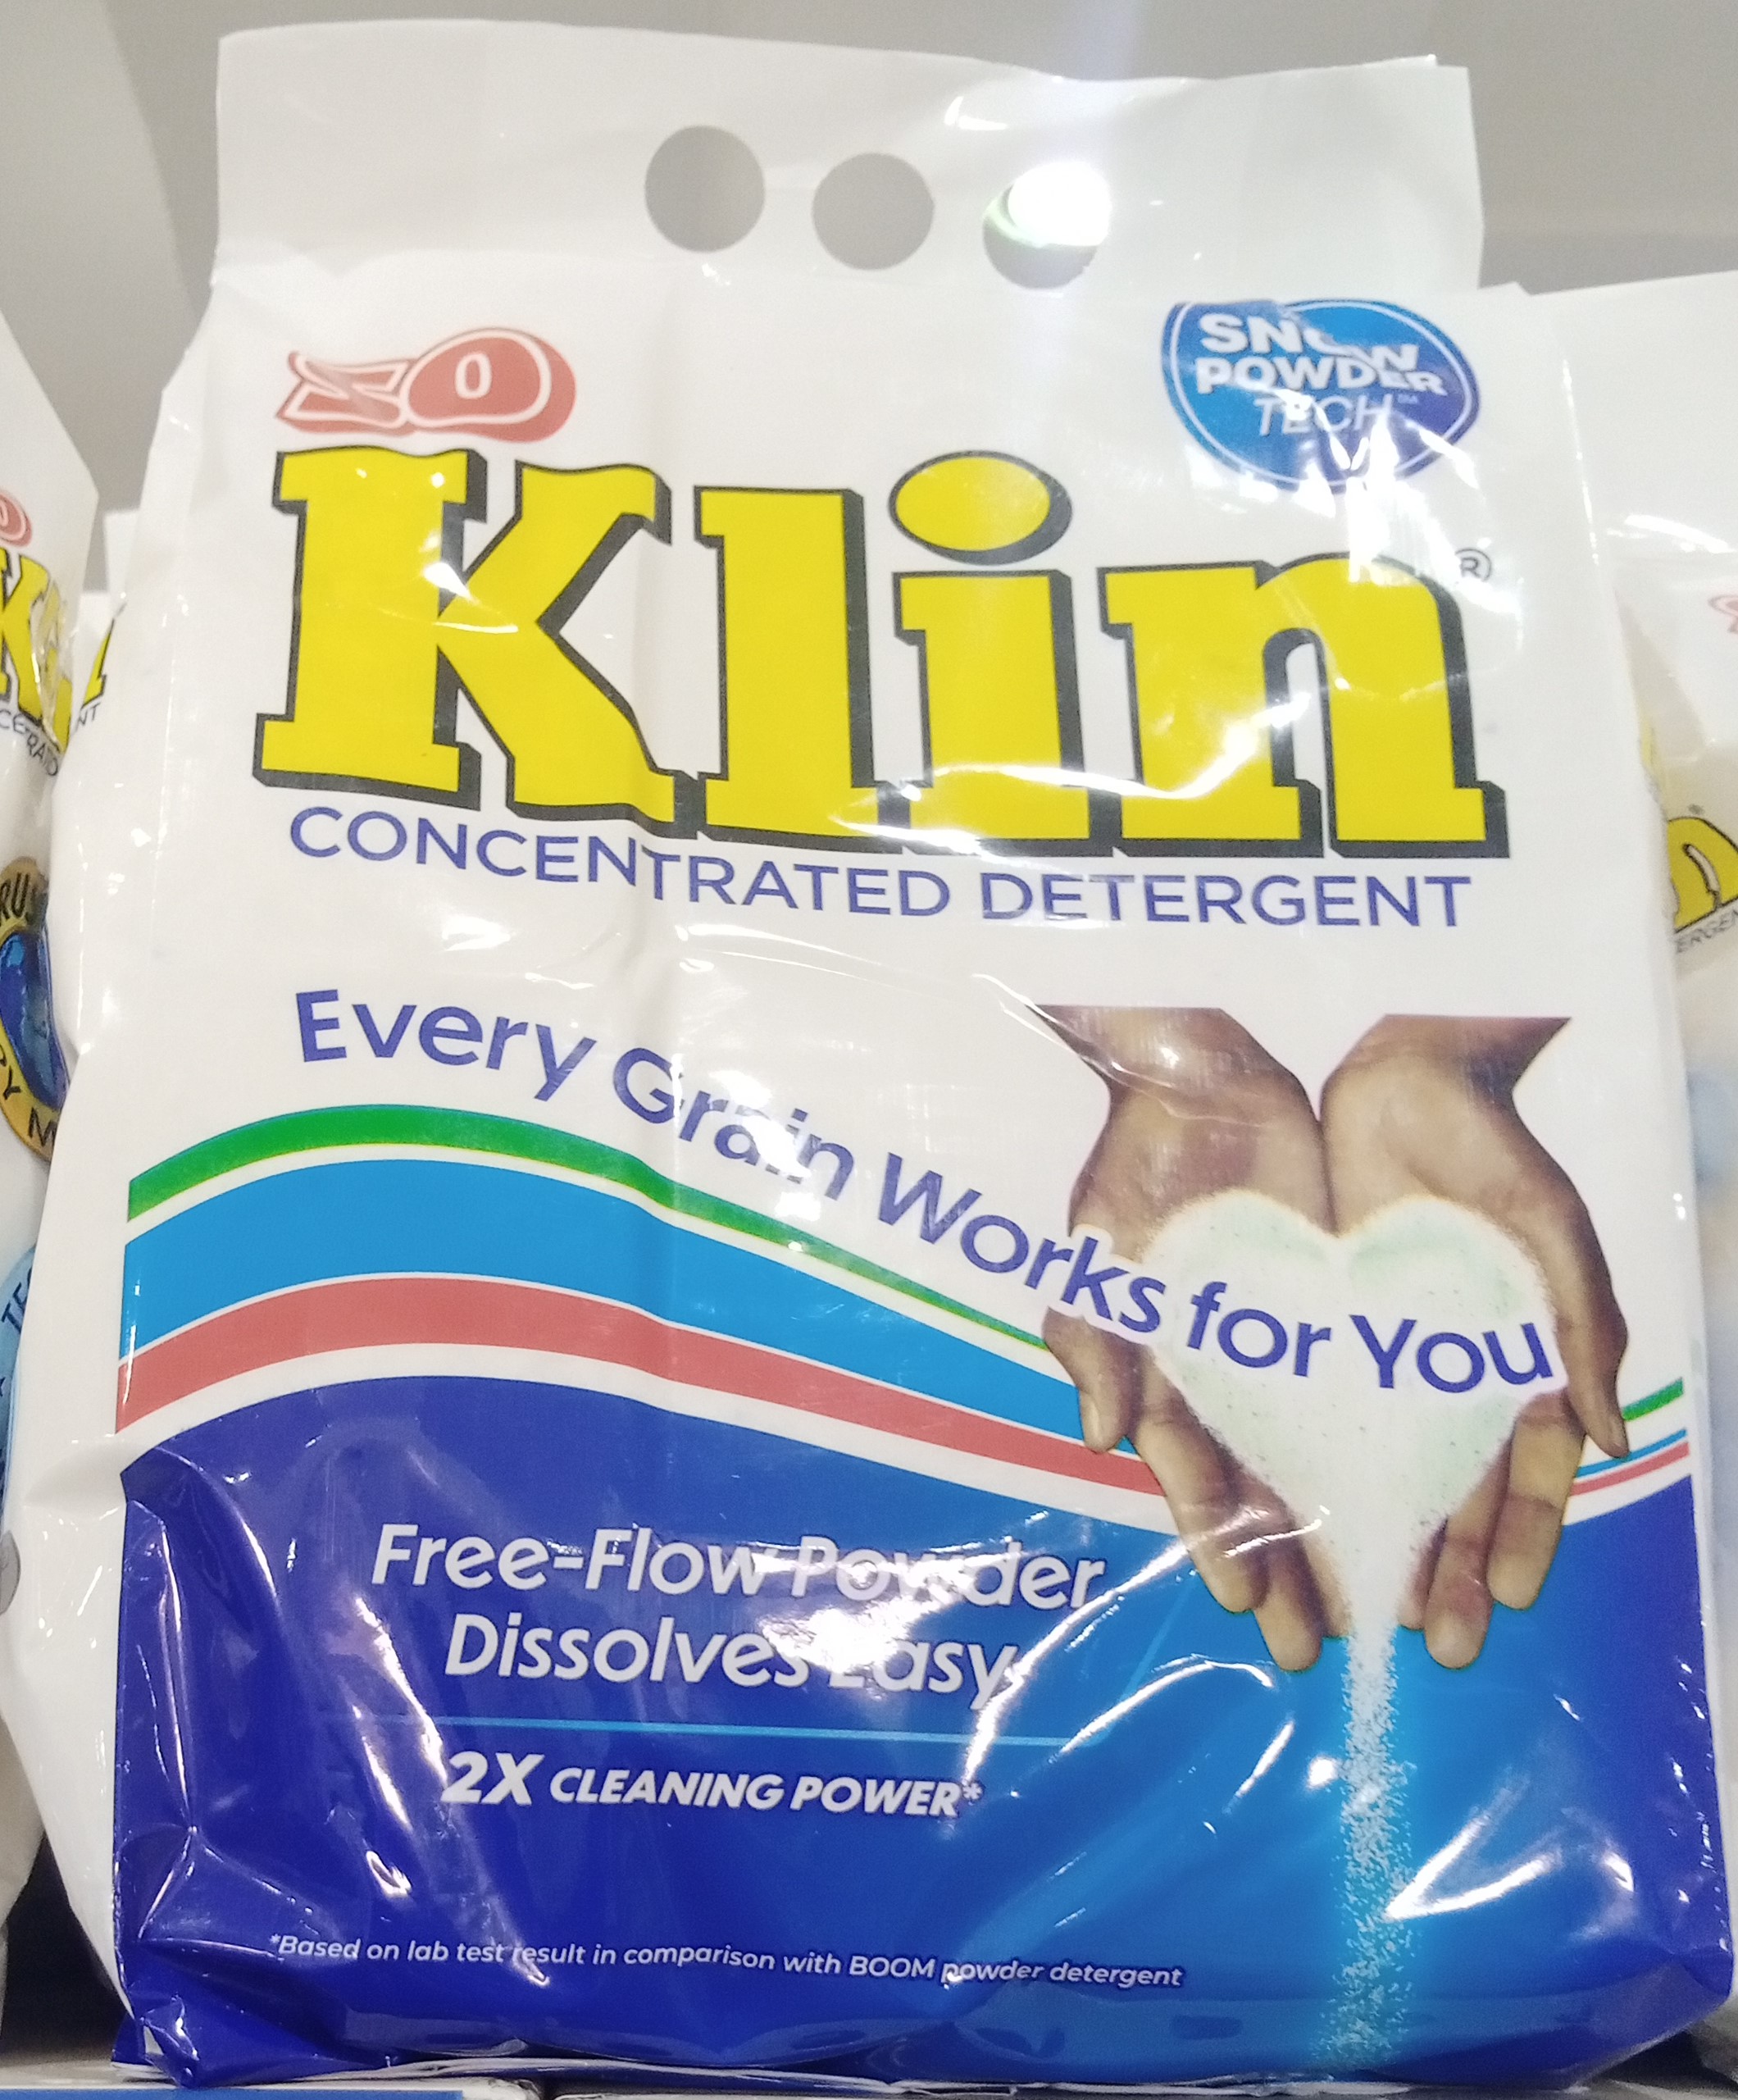 SNOW
POWDER
TECH
Klin®
CONCENTRATED DETERGENT
Every Grain Works for You
Free-Flow Powder
Dissolves Easy
2X CLEANING POWER*
*Based on lab test result in comparison with BOOM powder detergent